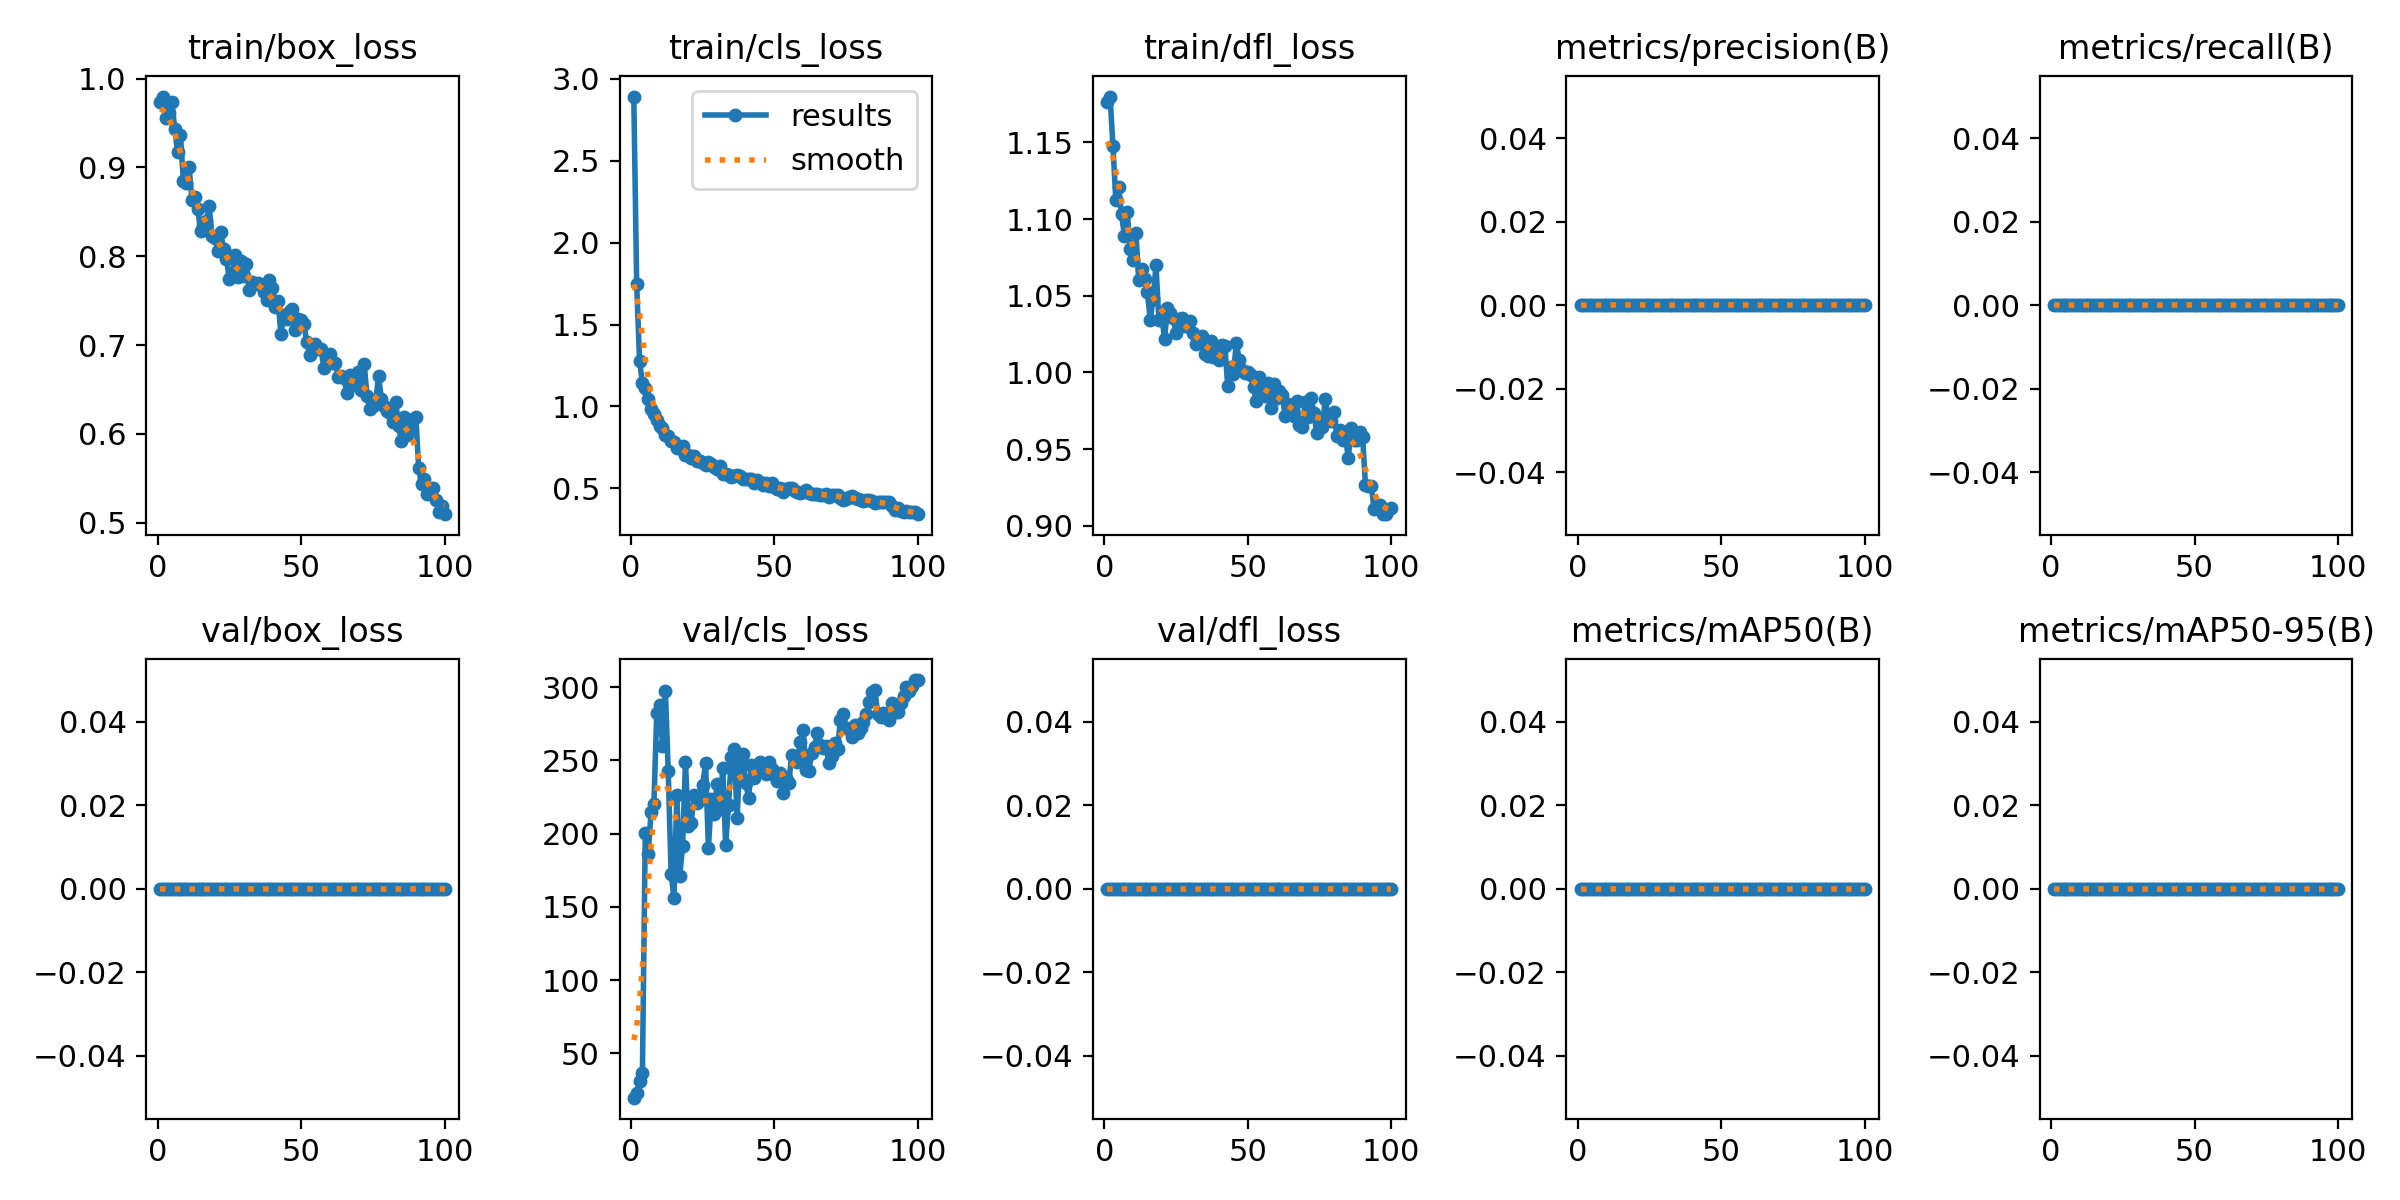 train/box_loss
1.0
0.9
0.8
0.7
0.6
0.5
0 50 100
train/cls_loss
3.0
2.5
2.0
1.5
1.0
0.5
results
smooth
0 50 100
train/dfl_loss
1.15
1.10
1.05
1.00
0.95
0.90
0 50 100
metrics/precision(B)
0.04
0.02
0.00
−0.02
−0.04
0 50 100
metrics/recall(B)
0.04
0.02
0.00
−0.02
−0.04
0 50 100
val/box_loss
0.04
0.02
0.00
−0.02
−0.04
0 50 100
val/cls_loss
300
250
200
150
100
50
0 50 100
val/dfl_loss
0.04
0.02
0.00
−0.02
−0.04
0 50 100
metrics/mAP50(B)
0.04
0.02
0.00
−0.02
−0.04
0 50 100
metrics/mAP50-95(B)
0.04
0.02
0.00
−0.02
−0.04
0 50 100